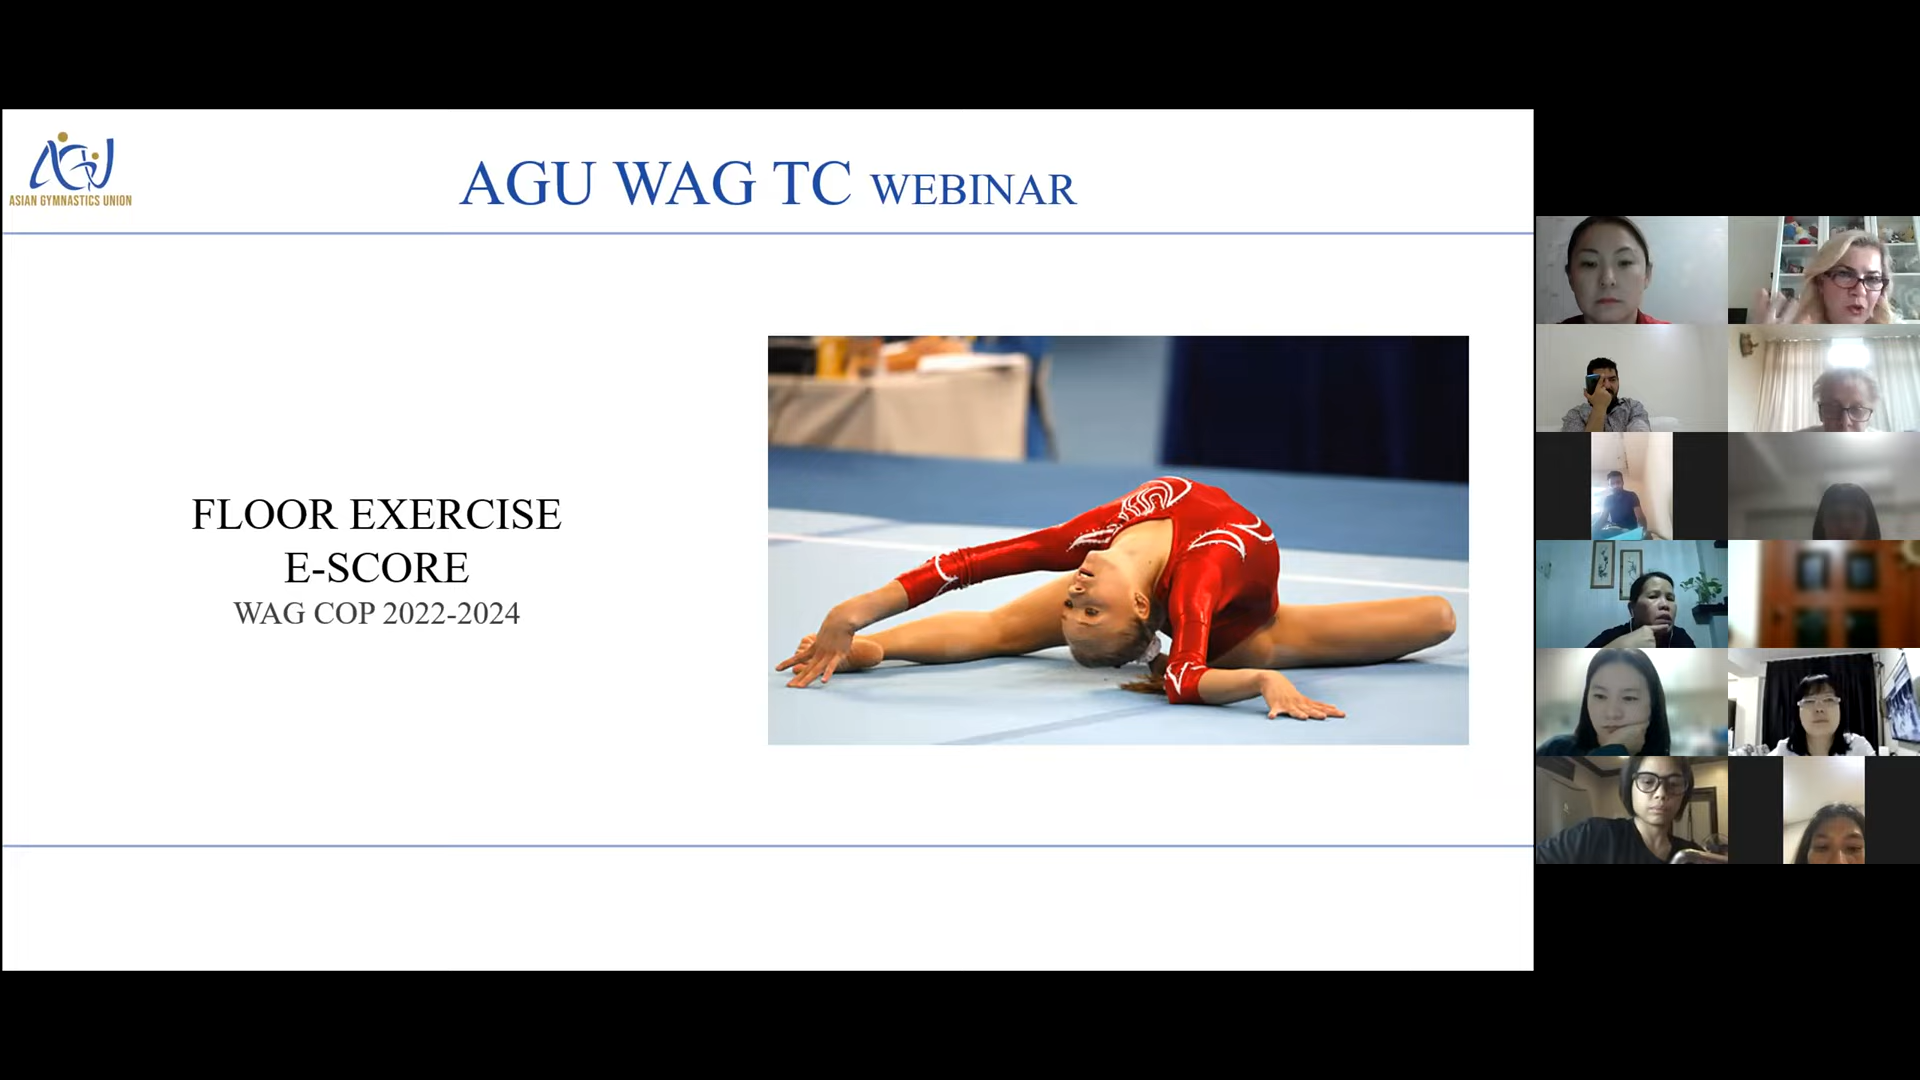 ASIAN GYMNASTICS UNION
AGU WAG TC WEBINAR
FLOOR EXERCISE
E-SCORE
WAG COP 2022-2024